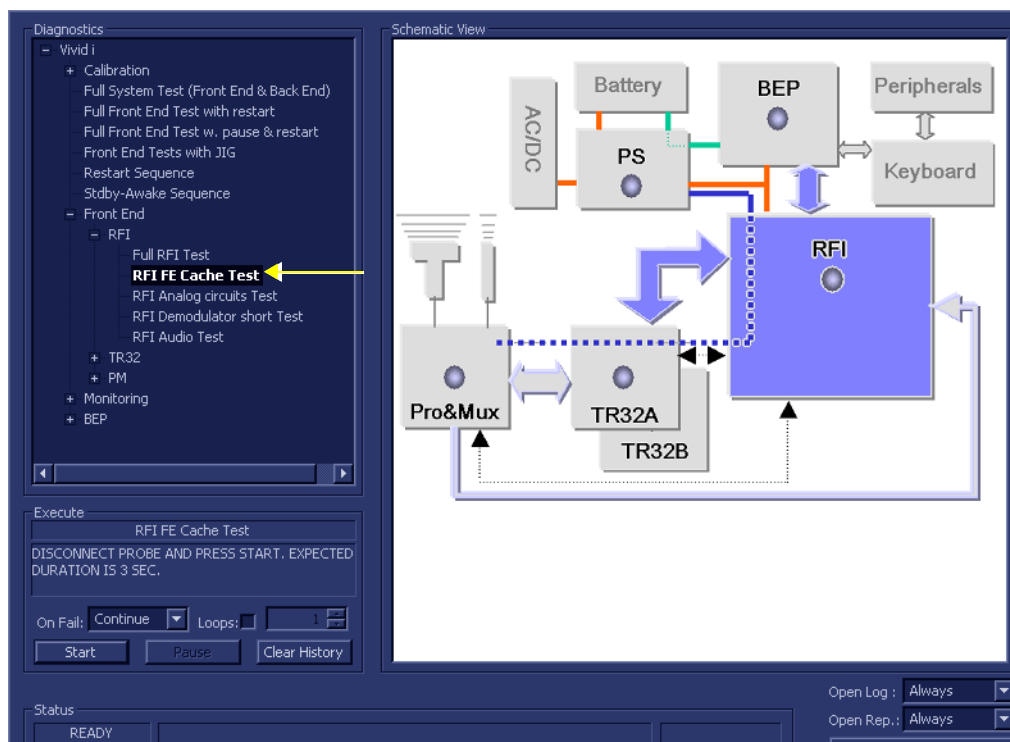 Diagnostics
Vivid i
Calibration
Full System Test (Front End & Back End)
Full Front End Test with restart
Full Front End Test w. pause & restart
Front End Tests with JIG
Restart Sequence
Stdby-Awake Sequence
Front End
RFI
Full RFI Test
RFI FE Cache Test
RFI Analog circuits Test
RFI Demodulator short Test
RFI Audio Test
TR32
PM
Monitoring
BEP
Execute
RFI FE Cache Test
DISCONNECT PROBE AND PRESS START. EXPECTED
DURATION IS 3 SEC.
On Fail: Continue Loops: 1
Start Pause Clear History
Status
READY
Schematic View
AC/DC
Battery
BEP
Peripherals
PS
Keyboard
RFI
Pro&Mux
TR32A
TR32B
Open Log : Always
Open Rep.: Always